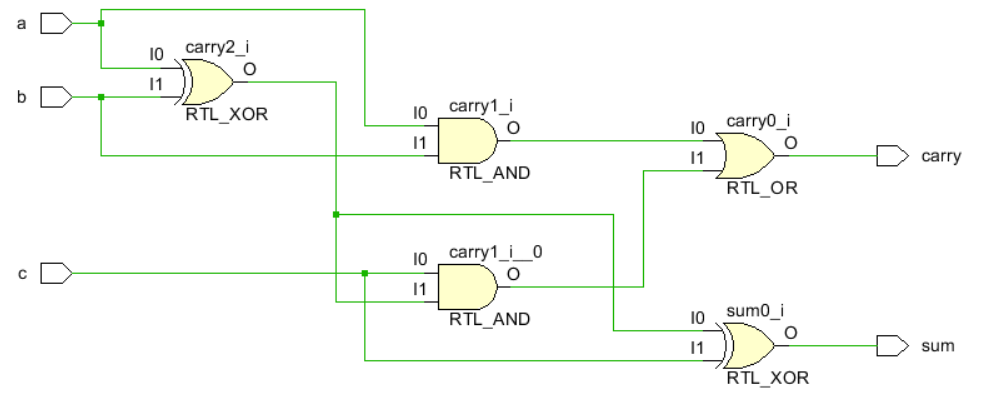 a
I0
carry2_i
O
b
I1
RTL_XOR
I0
carry1_i
O
I1
RTL_AND
I0
carry0_i
O
I1
RTL_OR
carry
c
I0
carry1_i__0
O
I1
RTL_AND
I0
sum0_i
O
I1
RTL_XOR
sum